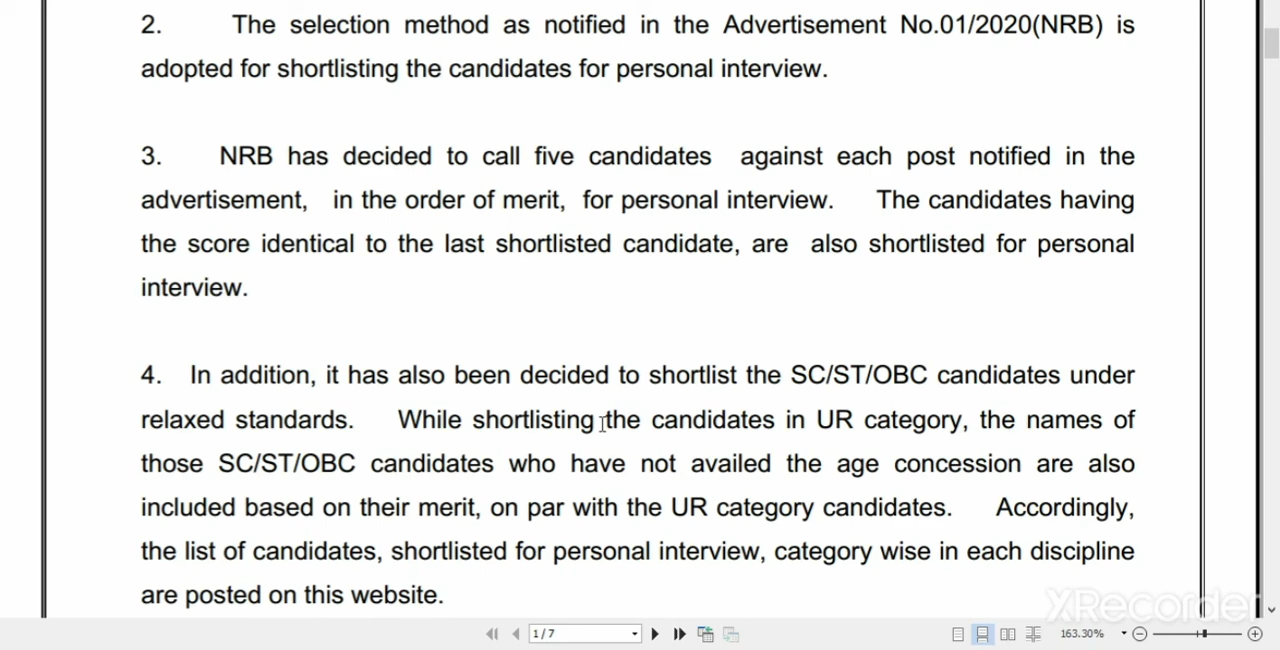 2. The selection method as notified in the Advertisement No.01/2020(NRB) is
adopted for shortlisting the candidates for personal interview.
3. NRB has decided to call five candidates against each post notified in the
advertisement, in the order of merit, for personal interview. The candidates having
the score identical to the last shortlisted candidate, are also shortlisted for personal
interview.
4. In addition, it has also been decided to shortlist the SC/ST/OBC candidates under
relaxed standards. While shortlisting the candidates in UR category, the names of
those SC/ST/OBC candidates who have not availed the age concession are also
included based on their merit, on par with the UR category candidates. Accordingly,
the list of candidates, shortlisted for personal interview, category wise in each discipline
are posted on this website.
XRecorder
1/7
163.30%